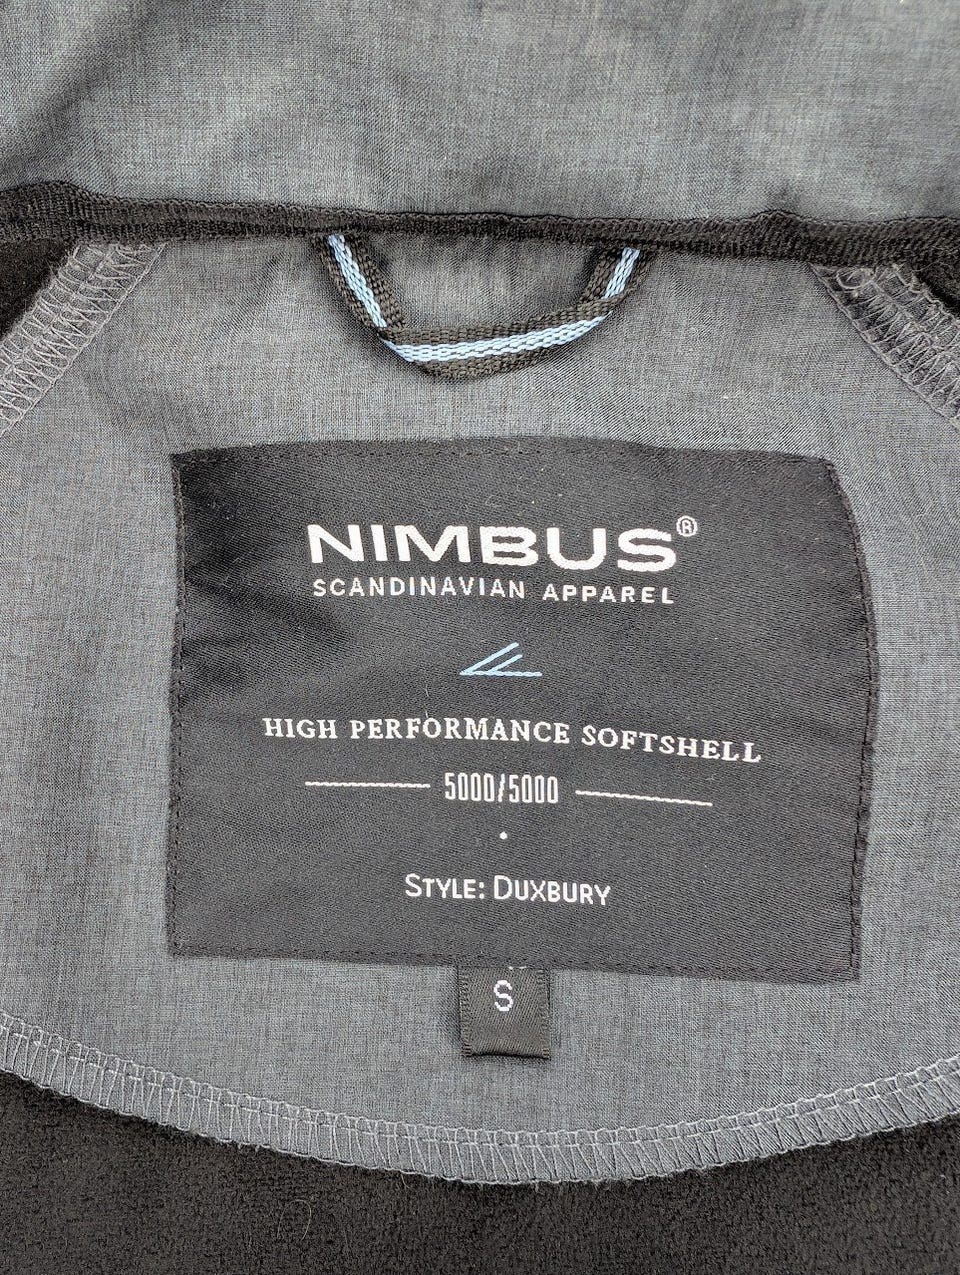 NIMBUS®
SCANDINAVIAN APPAREL
HIGH PERFORMANCE SOFTSHELL
5000/5000
STYLE: DUXBURY
S